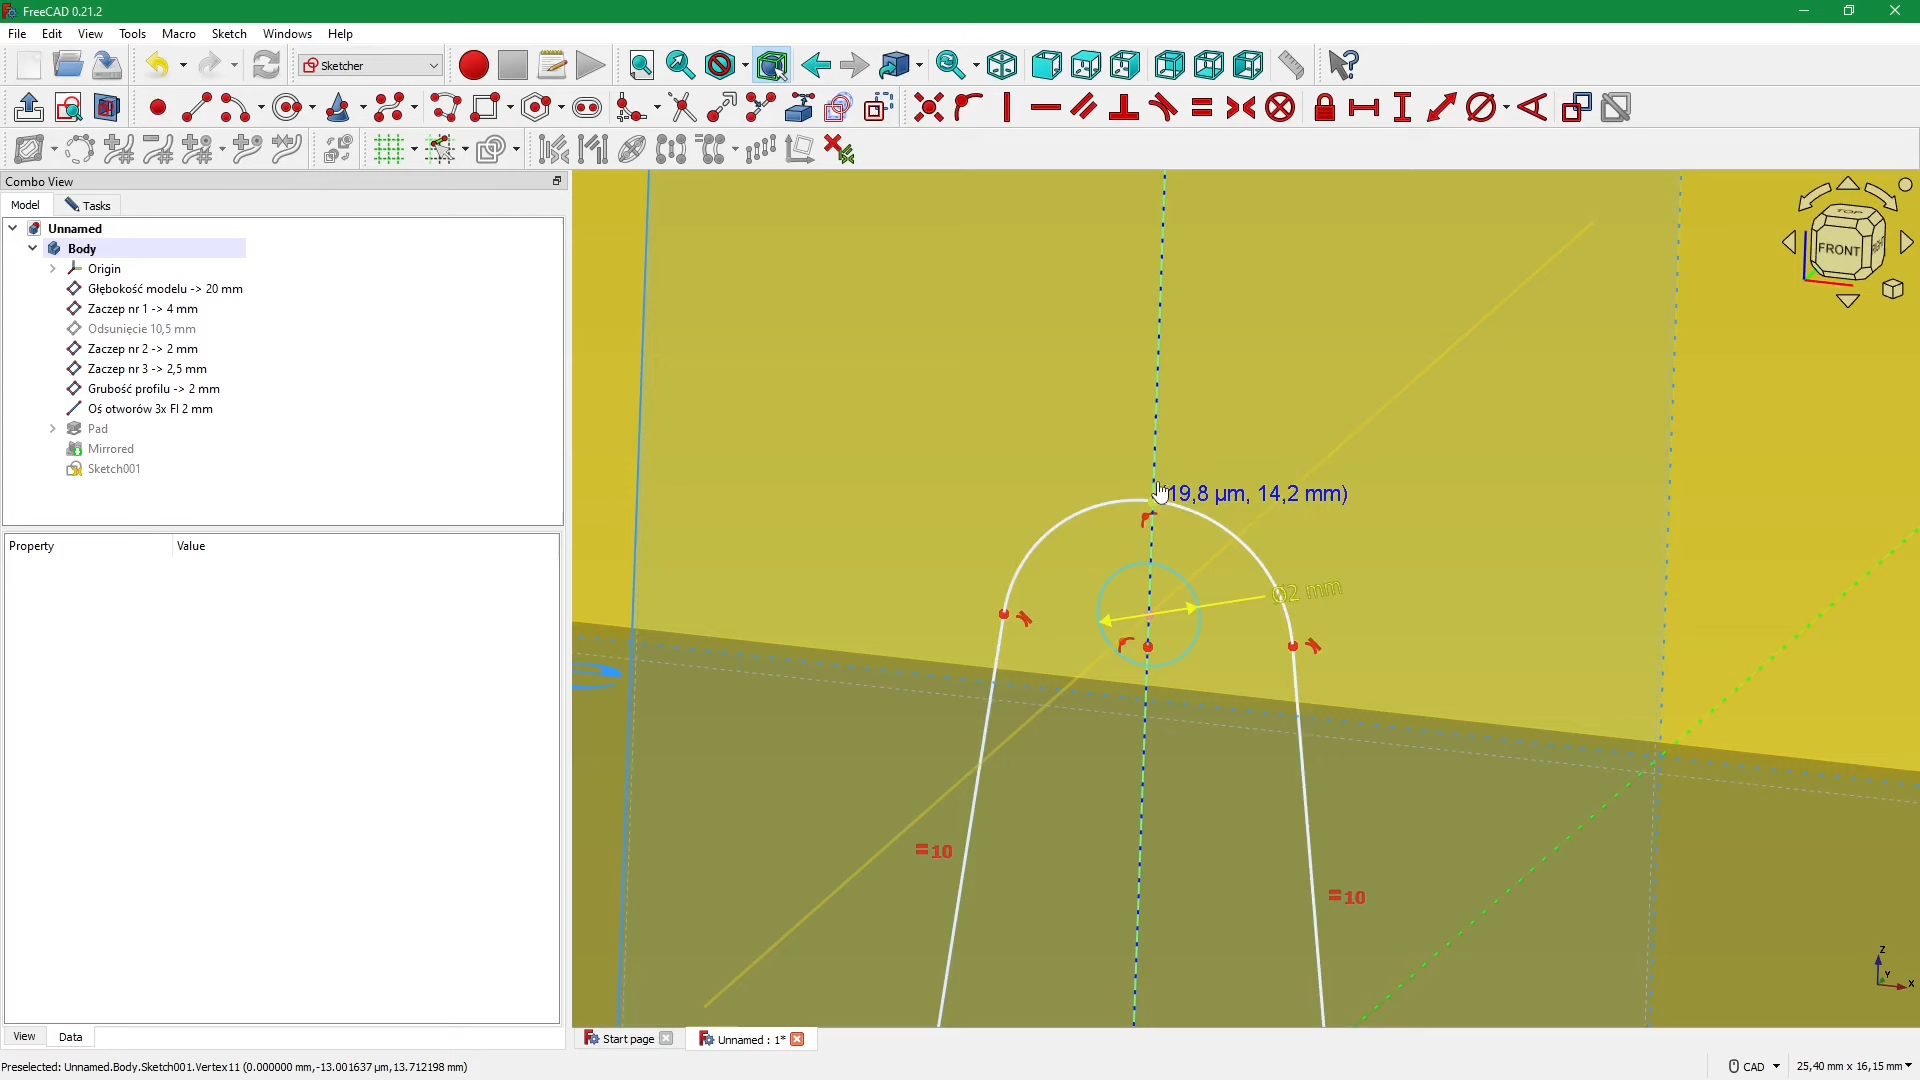 FreeCAD 0.21.2
File Edit View Tools Macro Sketch Windows Help
Sketcher
Combo View
Model Tasks
Unnamed
Body
Origin
Głębokość modelu -> 20 mm
Zaczep nr 1 -> 4 mm
Odsunięcie 10,5 mm
Zaczep nr 2 -> 2 mm
Zaczep nr 3 -> 2,5 mm
Grubość profilu -> 2 mm
Oś otworów 3x FI 2 mm
Pad
Mirrored
Sketch001
Property Value
View Data
TOP
FRONT
19,8 µm, 14,2 mm)
Ø2 mm
=10
=10
Z
Y
X
Start page Unnamed : 1*
Preselected: Unnamed.Body.Sketch001.Vertex11 (0.000000 mm,-13.001637 µm,13.712198 mm)
CAD 25,40 mm x 16,15 mm